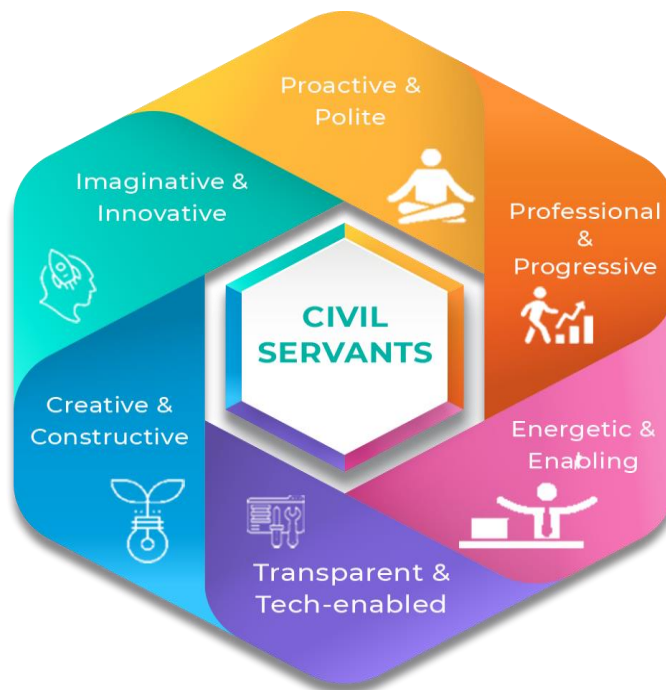 Proactive &
Polite
Professional
&
Progressive
Energetic &
Enabling
Transparent &
Tech-enabled
Creative &
Constructive
Imaginative &
Innovative
CIVIL
SERVANTS